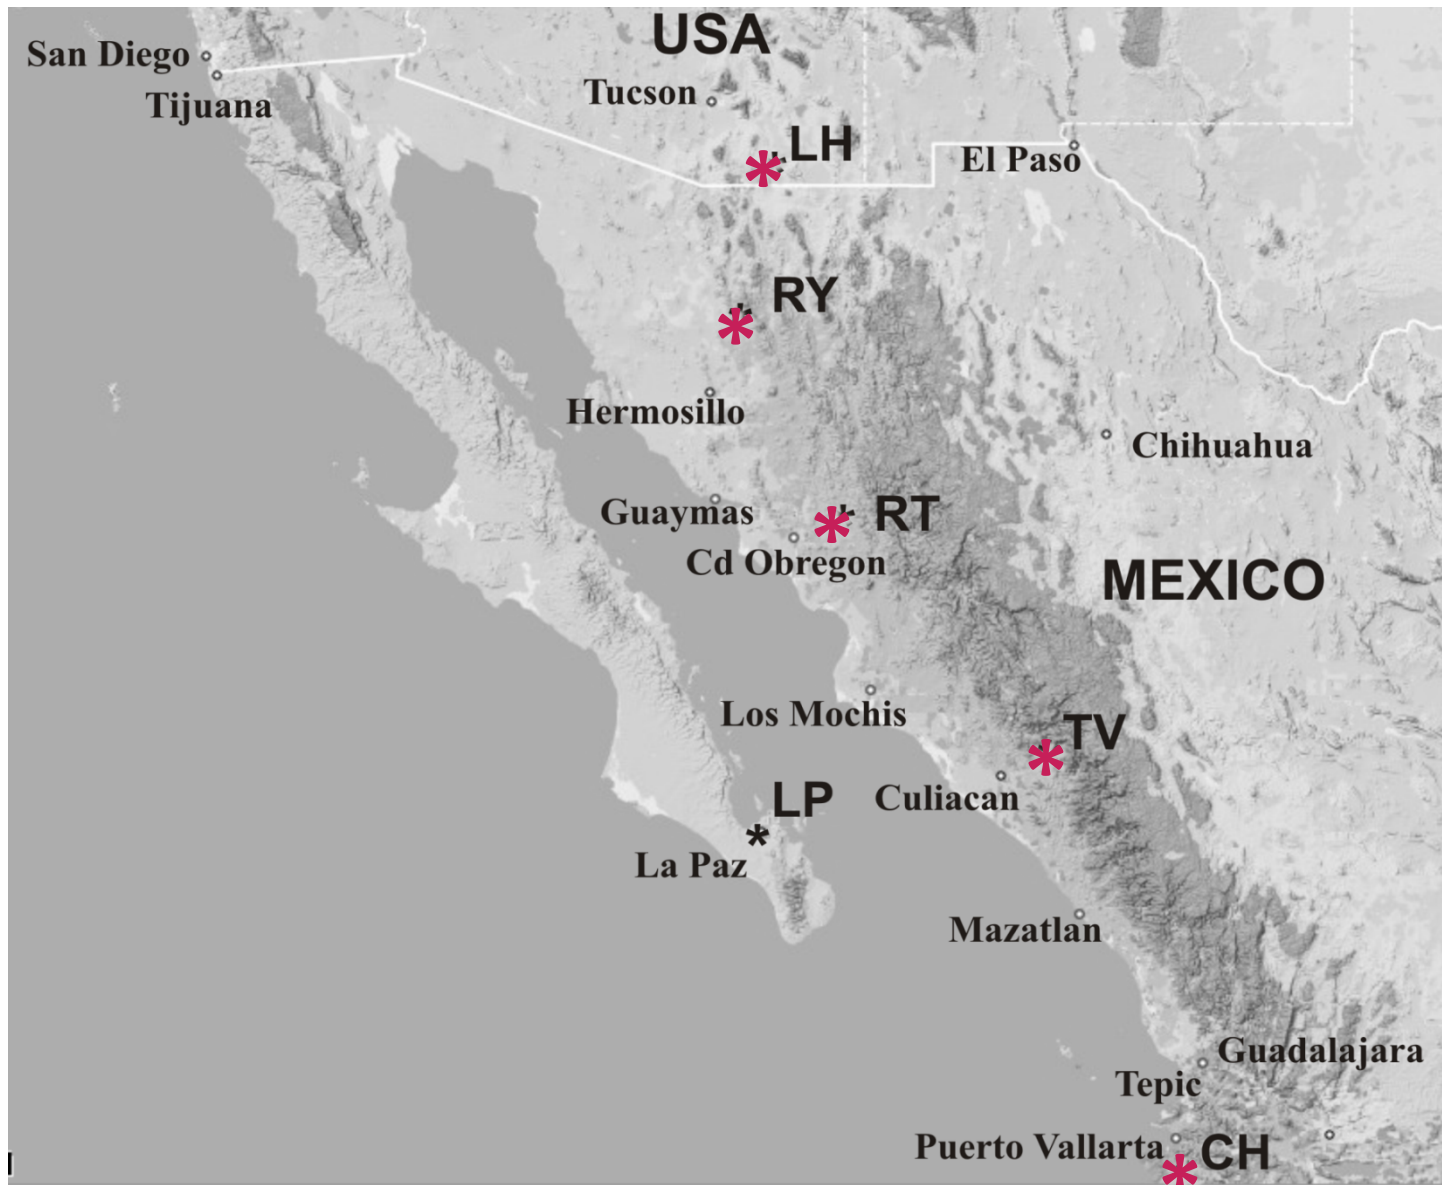 USA
San Diego
Tijuana
Tucson
LH
El Paso
RY
Hermosillo
Chihuahua
Guaymas
RT
Cd Obregon
MEXICO
Los Mochis
TV
LP
Culiacan
La Paz
Mazatlan
Guadalajara
Tepic
Puerto Vallarta
CH